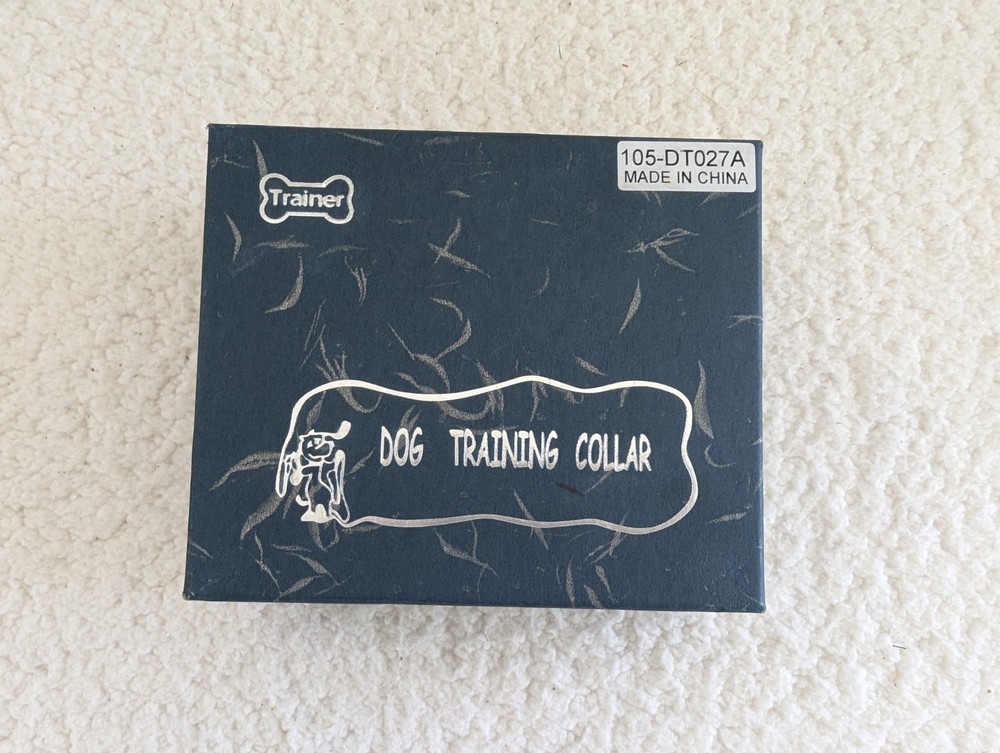 105-DT027A
MADE IN CHINA
Trainer
DOG TRAINING COLLAR